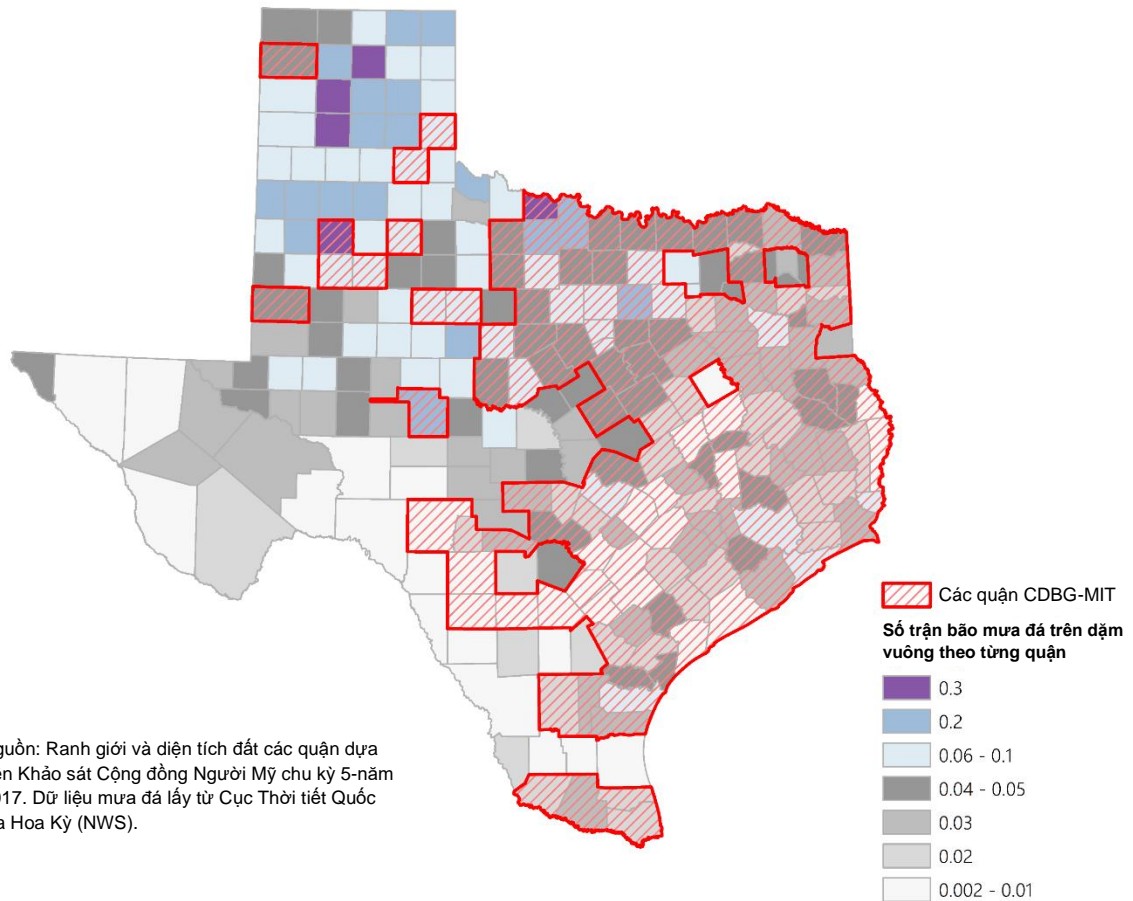 Các quận CDBG-MIT
Số trận bão mưa đá trên dặm
vuông theo từng quận
0.3
0.2
0.06 - 0.1
0.04 - 0.05
0.03
0.02
0.002 - 0.01
guồn: Ranh giới và diện tích đất các quận dựa
ên Khảo sát Cộng đồng Người Mỹ chu kỳ 5-năm
017. Dữ liệu mưa đá lấy từ Cục Thời tiết Quốc
a Hoa Kỳ (NWS).